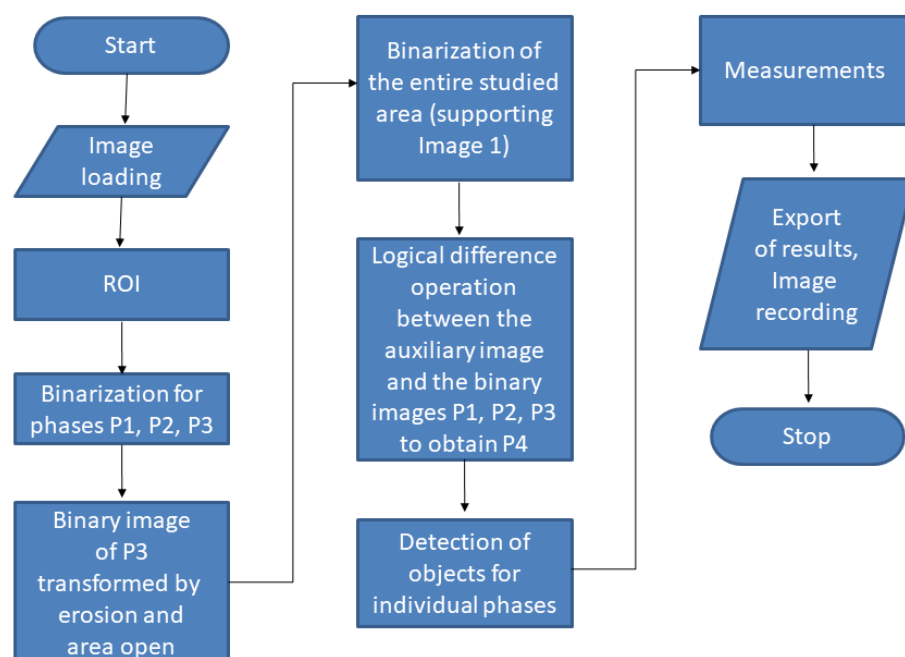 Start
Image
loading
ROI
Binarization for
phases P1, P2, P3
Binary image
of P3
transformed by
erosion and
area open
Binarization of
the entire studied
area (supporting
Image 1)
Logical difference
operation
between the
auxiliary image
and the binary
images P1, P2, P3
to obtain P4
Detection of
objects for
individual phases
Measurements
Export
of results,
Image
recording
Stop